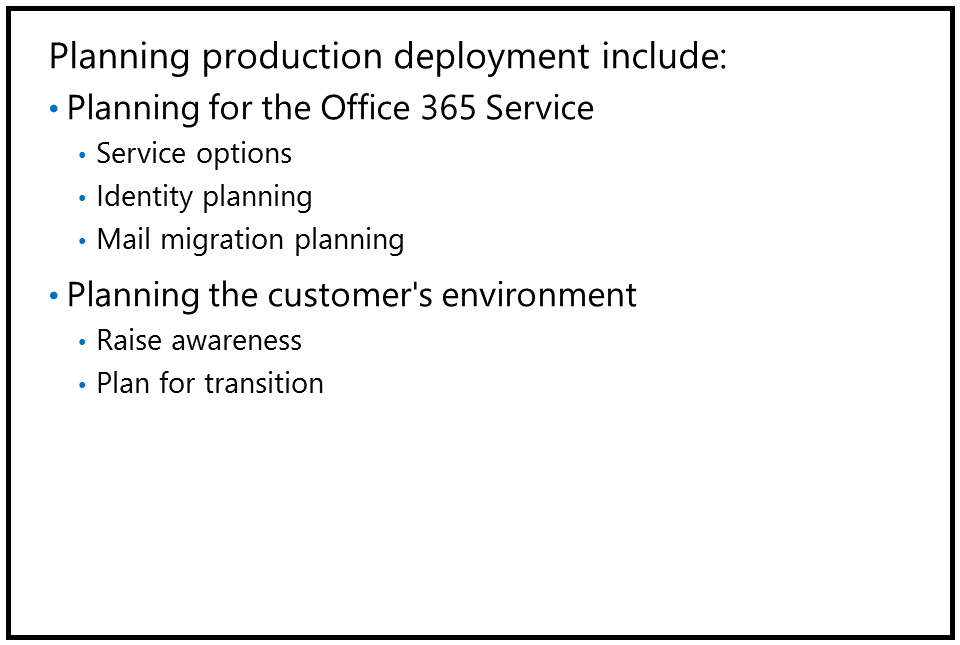 Planning production deployment include:
• Planning for the Office 365 Service
• Service options
• Identity planning
• Mail migration planning
• Planning the customer's environment
• Raise awareness
• Plan for transition